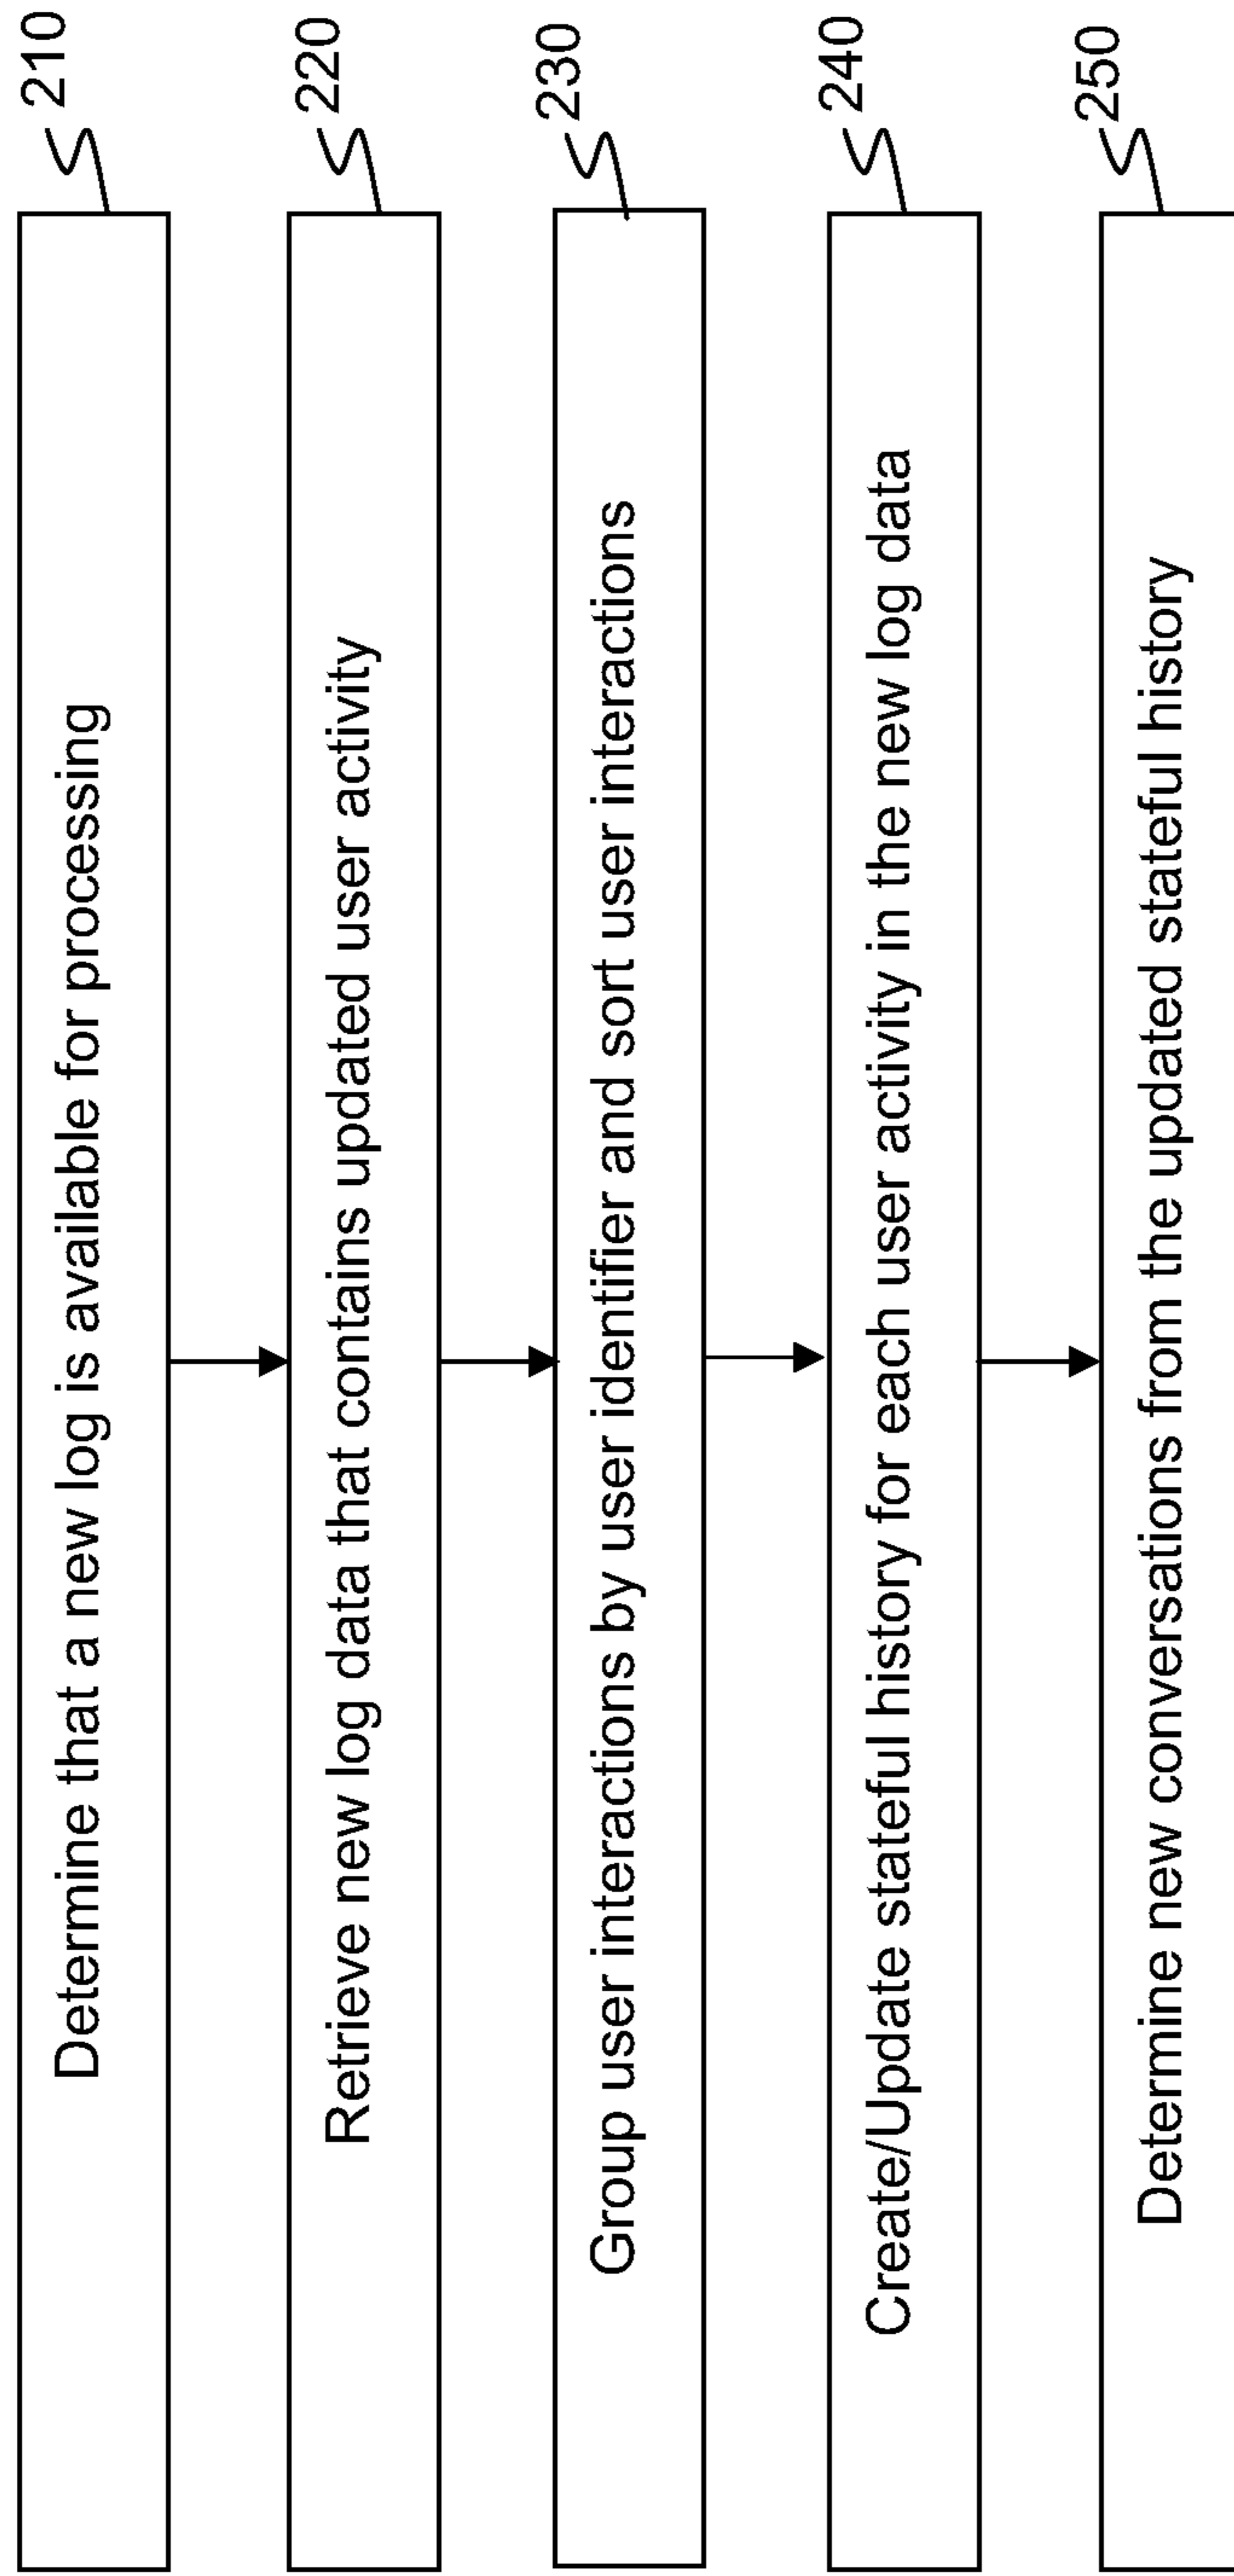 210
Determine that a new log is available for processing
220
Retrieve new log data that contains updated user activity
230
Group user interactions by user identifier and sort user interactions
240
Create/Update stateful history for each user activity in the new log data
250
Determine new conversations from the updated stateful history